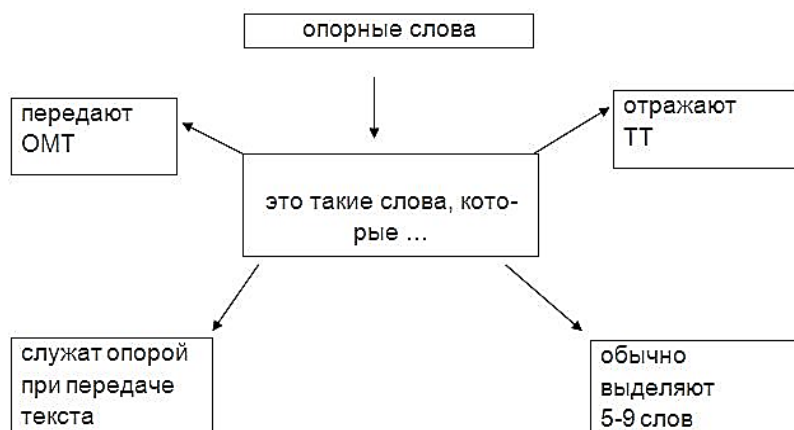 опорные слова
передают
ОМТ
отражают
ТТ
это такие слова, кото-
рые ...
служат опорой
при передаче
текста
обычно
выделяют
5-9 слов